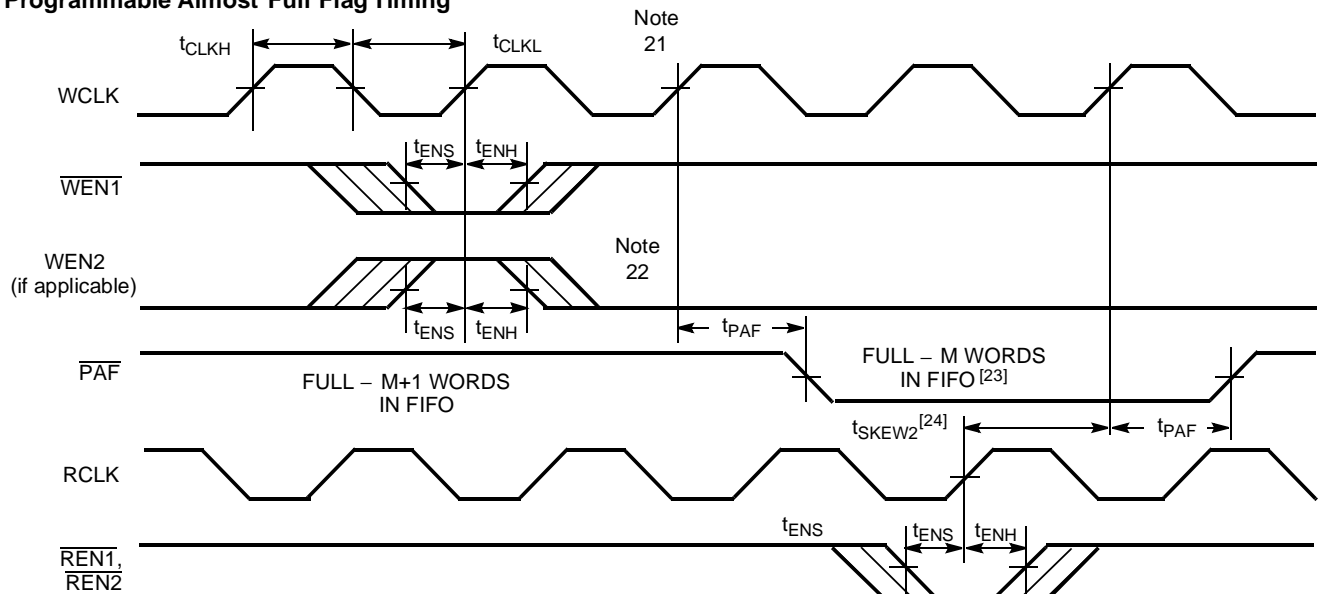 Programmable Almost Full Flag Timing
Note
21
tCLKH
tCLKL
WCLK
tENS
tENH
WEN1
Note
22
WEN2
(if applicable)
tENS
tENH
tPAF
PAF
FULL − M+1 WORDS
IN FIFO
FULL − M WORDS
IN FIFO [23]
tSKEW2[24]
tPAF
RCLK
tENS
tENS
tENH
REN1,
REN2